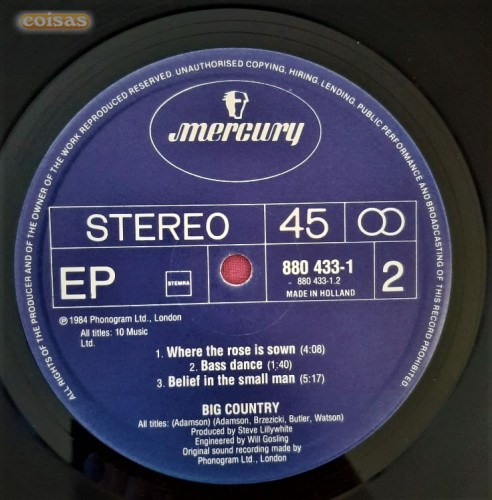 coisas
ALL RIGHTS OF THE PRODUCER AND OF THE OWNER OF THE WORK REPRODUCED RESERVED. UNAUTHORISED COPYING, HIRING, LENDING, PUBLIC PERFORMANCE AND BROADCASTING OF THIS RECORD PROHIBITED
mercury
STEREO 45
EP STEMRA 880 433-1 2
- 880 433-1.2
MADE IN HOLLAND
℗ 1984 Phonogram Ltd., London
All titles: 10 Music
Ltd.
1. Where the rose is sown (4:08)
2. Bass dance (1:40)
3. Belief in the small man (5:17)
BIG COUNTRY
All titles: (Adamson) (Adamson, Brzezicki, Butler, Watson)
Produced by Steve Lillywhite
Engineered by Will Gosling
Original sound recording made by
Phonogram Ltd., London